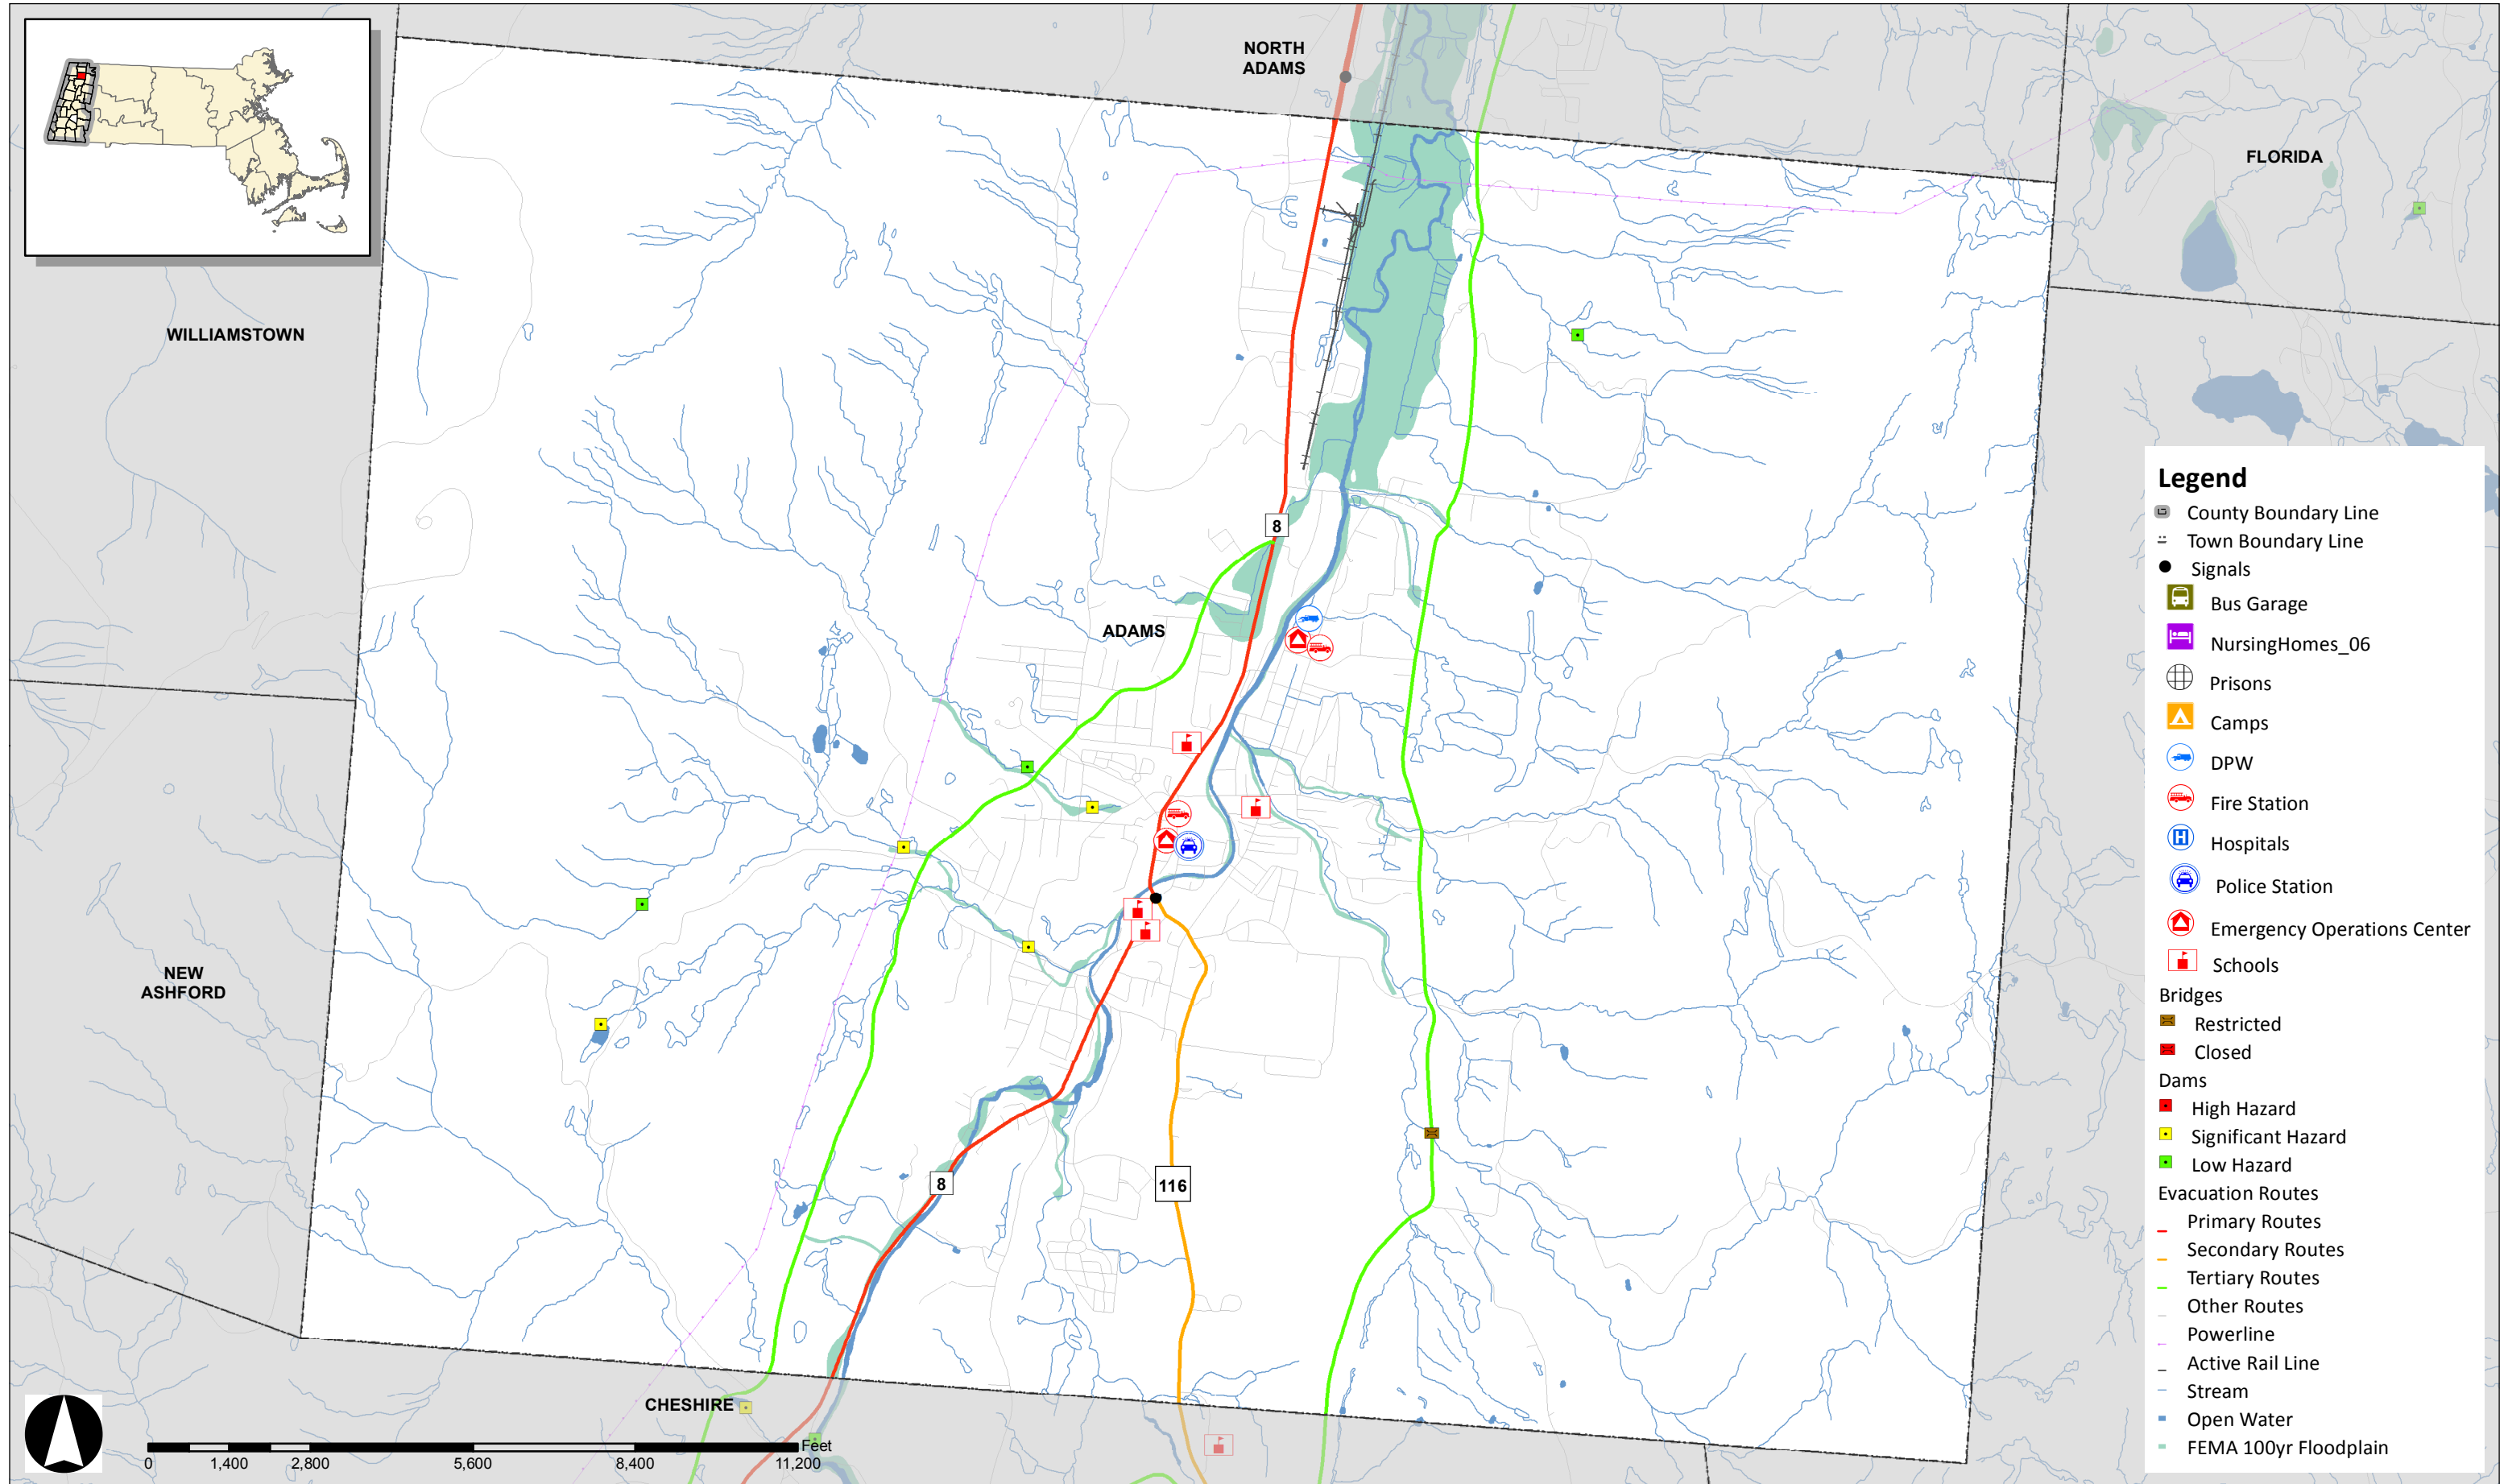 NORTH
ADAMS
FLORIDA
WILLIAMSTOWN
8
ADAMS
NEW
ASHFORD
8
116
CHESHIRE
Feet
0 1,400 2,800 5,600 8,400 11,200
Legend
County Boundary Line
Town Boundary Line
Signals
Bus Garage
NursingHomes_06
Prisons
Camps
DPW
Fire Station
H Hospitals
Police Station
Emergency Operations Center
Schools
Bridges
Restricted
Closed
Dams
High Hazard
Significant Hazard
Low Hazard
Evacuation Routes
Primary Routes
Secondary Routes
Tertiary Routes
Other Routes
Powerline
Active Rail Line
Stream
Open Water
FEMA 100yr Floodplain